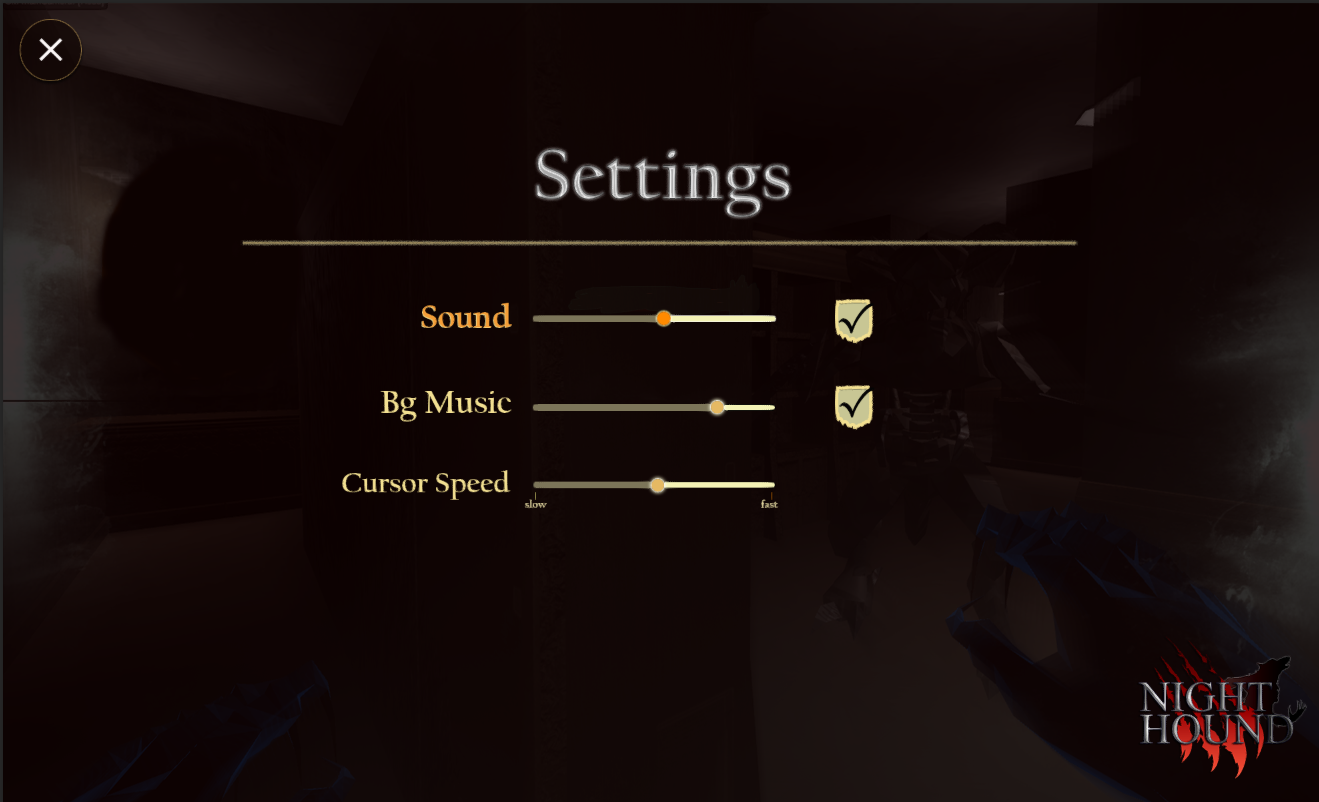 Settings
Sound
Bg Music
Cursor Speed
slow fast
NIGHT
HOUND